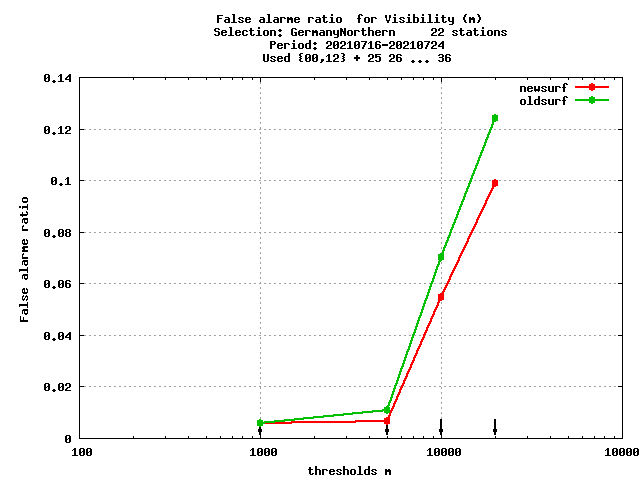 False alarme ratio  for Visibility (m)
Selection: GermanyNorthern     22 stations
Period: 20210716-20210724
Used {00,12} + 25 26 ... 36
newsurf
oldsurf
0.14
0.12
0.1
0.08
0.06
0.04
0.02
0
False alarme ratio
100 1000 10000 10000
thresholds m